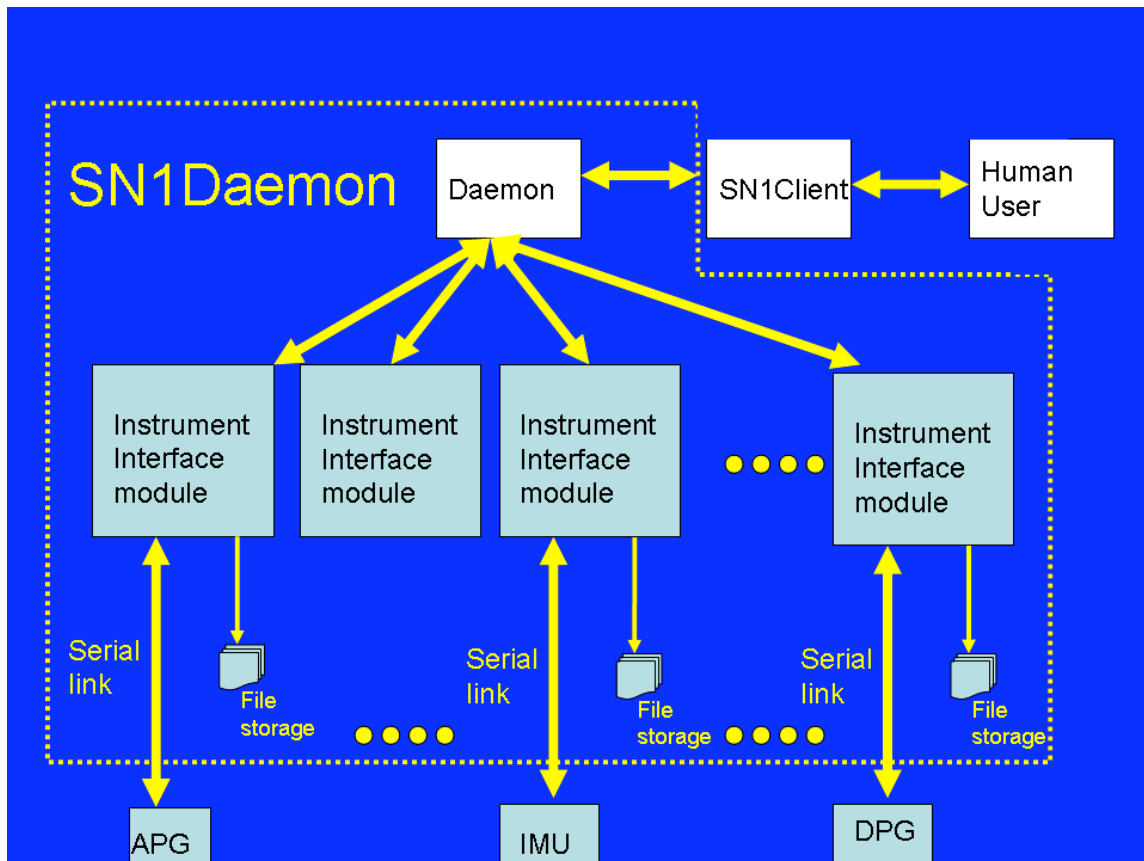 SN1Daemon
Daemon
SN1Client
Human
User
Instrument
Interface
module
Instrument
Interface
module
Instrument
Interface
module
Instrument
Interface
module
Serial
link
File
storage
Serial
link
File
storage
Serial
link
File
storage
APG
IMU
DPG